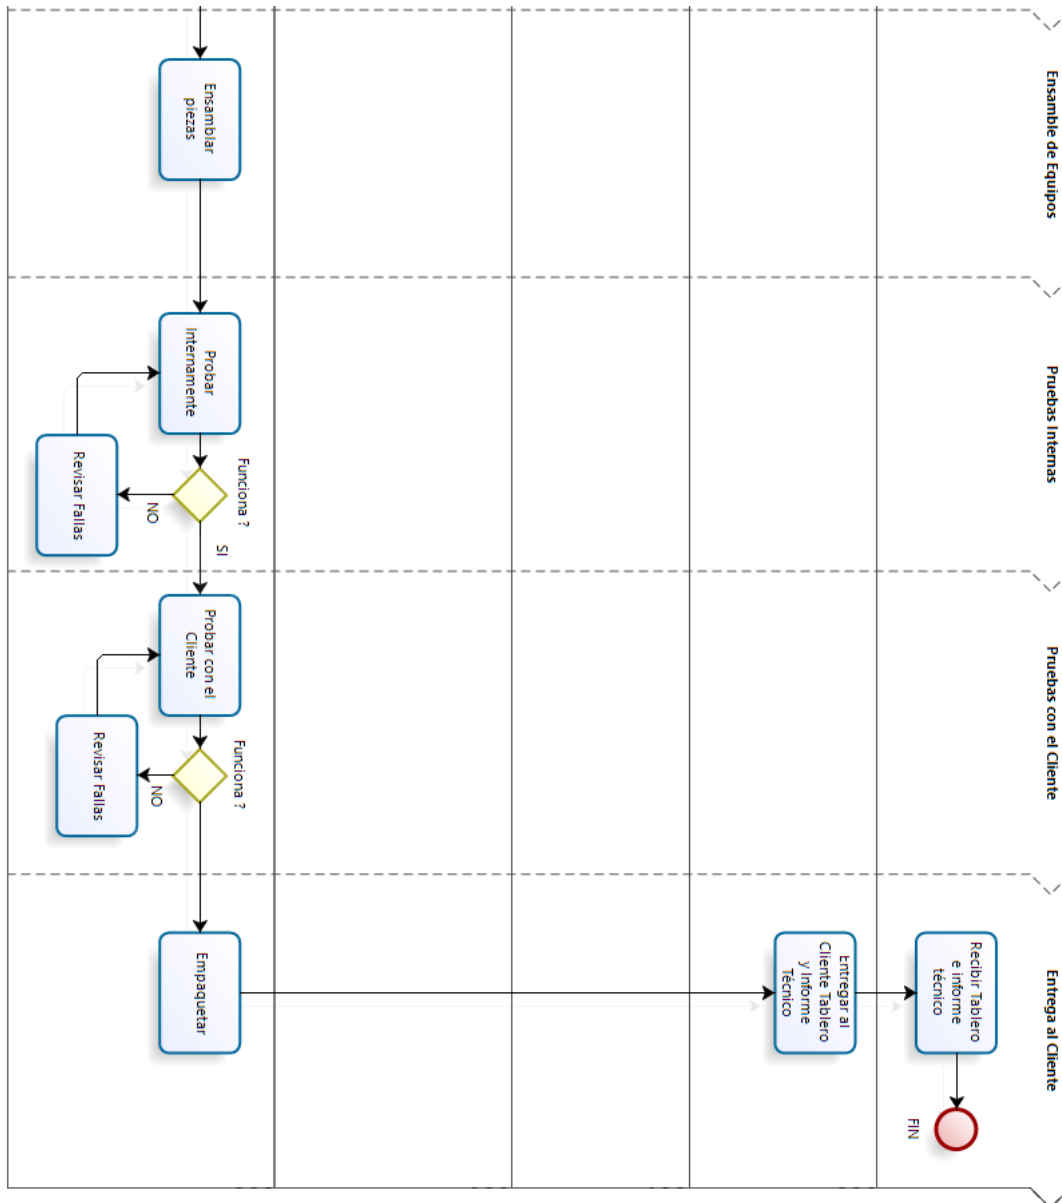 Ensamble de Equipos
Pruebas Internas
Pruebas con el Cliente
Entrega al Cliente
Recibir Tablero
e informe
técnico
FIN
Entregar al
Cliente Tablero
y Informe
Técnico
Ensamblar
piezas
Probar
Internamente
Funciona ?
SI
NO
Revisar Fallas
Probar con el
Cliente
Funciona ?
NO
Revisar Fallas
Empaquetar